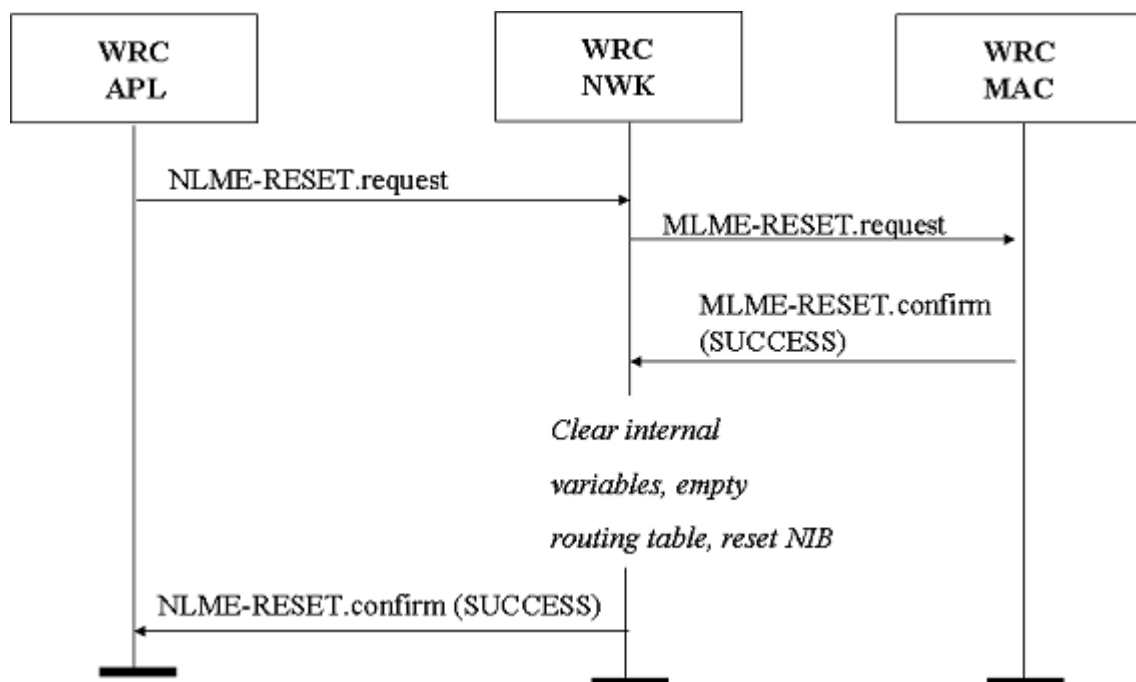 WRC
APL
WRC
NWK
WRC
MAC
NLME-RESET.request
MLME-RESET.request
MLME-RESET.confirm
(SUCCESS)
Clear internal
variables, empty
routing table, reset NIB
NLME-RESET.confirm (SUCCESS)